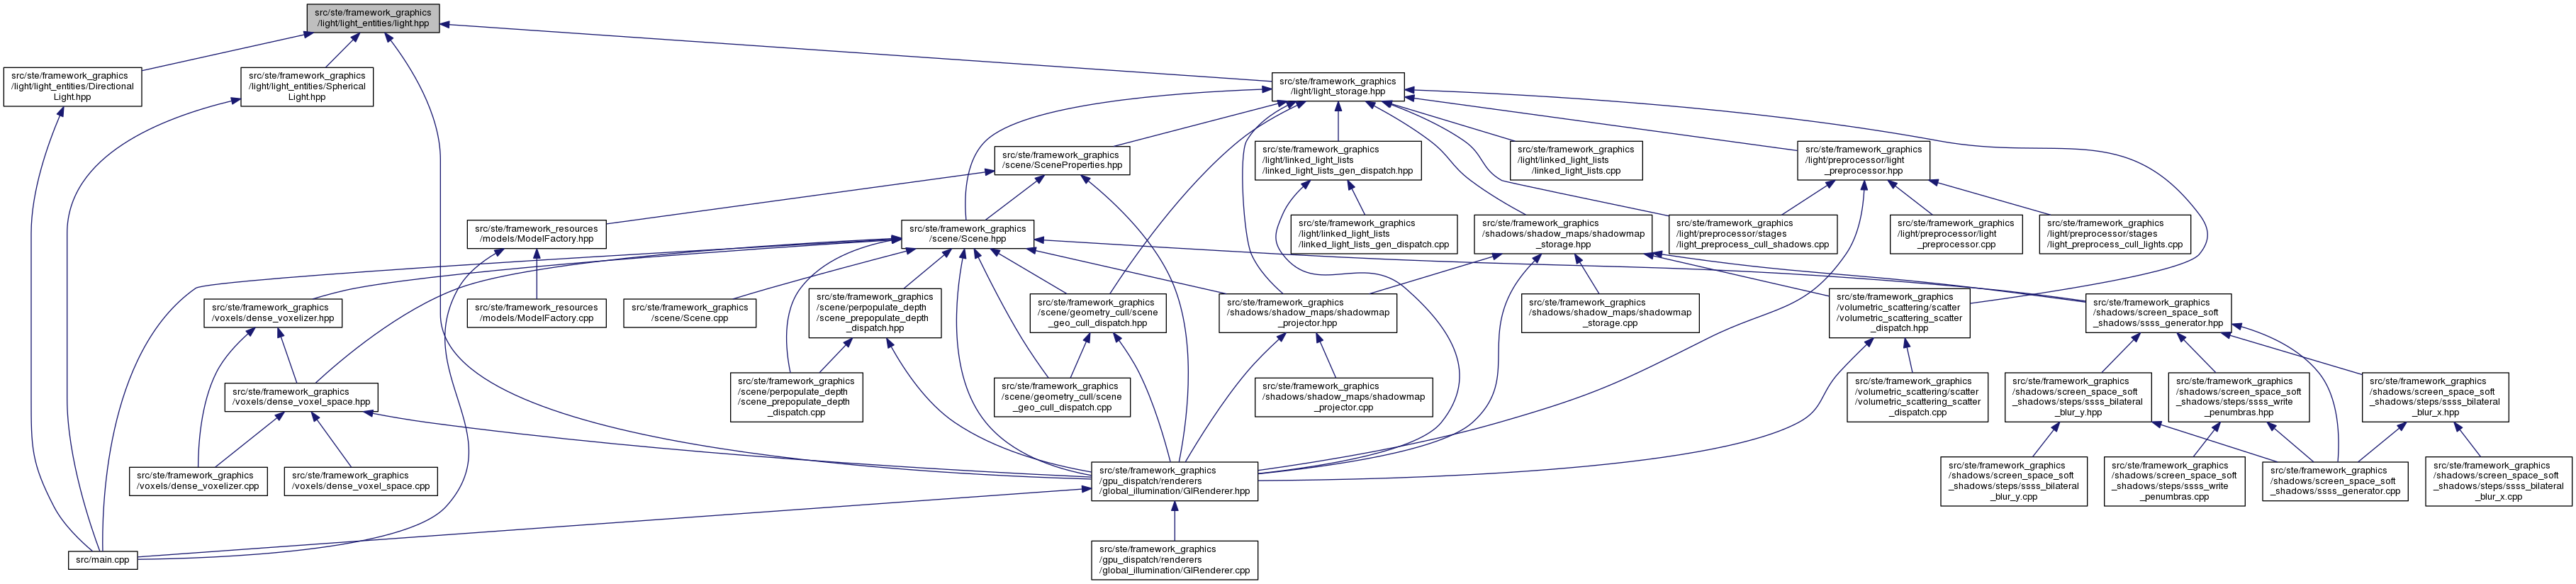 src/ste/framework_graphics
/light/light_entities/light.hpp
src/ste/framework_graphics
/light/light_entities/Directional
Light.hpp
src/ste/framework_graphics
/light/light_entities/Spherical
Light.hpp
src/ste/framework_graphics
/light/light_storage.hpp
src/ste/framework_graphics
/scene/SceneProperties.hpp
src/ste/framework_graphics
/light/linked_light_lists
/linked_light_lists_gen_dispatch.hpp
src/ste/framework_graphics
/light/linked_light_lists
/linked_light_lists.cpp
src/ste/framework_graphics
/light/preprocessor/light
_preprocessor.hpp
src/ste/framework_resources
/models/ModelFactory.hpp
src/ste/framework_graphics
/scene/Scene.hpp
src/ste/framework_graphics
/light/linked_light_lists
/linked_light_lists_gen_dispatch.cpp
src/ste/framework_graphics
/shadows/shadow_maps/shadowmap
_storage.hpp
src/ste/framework_graphics
/light/preprocessor/stages
/light_preprocess_cull_shadows.cpp
src/ste/framework_graphics
/light/preprocessor/light
_preprocessor.cpp
src/ste/framework_graphics
/light/preprocessor/stages
/light_preprocess_cull_lights.cpp
src/ste/framework_graphics
/voxels/dense_voxelizer.hpp
src/ste/framework_resources
/models/ModelFactory.cpp
src/ste/framework_graphics
/scene/Scene.cpp
src/ste/framework_graphics
/scene/perpopulate_depth
/scene_prepopulate_depth
_dispatch.hpp
src/ste/framework_graphics
/scene/geometry_cull/scene
_geo_cull_dispatch.hpp
src/ste/framework_graphics
/shadows/shadow_maps/shadowmap
_projector.hpp
src/ste/framework_graphics
/shadows/shadow_maps/shadowmap
_storage.cpp
src/ste/framework_graphics
/volumetric_scattering/scatter
/volumetric_scattering_scatter
_dispatch.hpp
src/ste/framework_graphics
/shadows/screen_space_soft
_shadows/ssss_generator.hpp
src/ste/framework_graphics
/voxels/dense_voxel_space.hpp
src/ste/framework_graphics
/scene/perpopulate_depth
/scene_prepopulate_depth
_dispatch.cpp
src/ste/framework_graphics
/scene/geometry_cull/scene
_geo_cull_dispatch.cpp
src/ste/framework_graphics
/shadows/shadow_maps/shadowmap
_projector.cpp
src/ste/framework_graphics
/volumetric_scattering/scatter
/volumetric_scattering_scatter
_dispatch.cpp
src/ste/framework_graphics
/shadows/screen_space_soft
_shadows/steps/ssss_bilateral
_blur_y.hpp
src/ste/framework_graphics
/shadows/screen_space_soft
_shadows/steps/ssss_write
_penumbras.hpp
src/ste/framework_graphics
/shadows/screen_space_soft
_shadows/steps/ssss_bilateral
_blur_x.hpp
src/ste/framework_graphics
/voxels/dense_voxelizer.cpp
src/ste/framework_graphics
/voxels/dense_voxel_space.cpp
src/ste/framework_graphics
/gpu_dispatch/renderers
/global_illumination/GIRenderer.hpp
src/ste/framework_graphics
/shadows/screen_space_soft
_shadows/steps/ssss_bilateral
_blur_y.cpp
src/ste/framework_graphics
/shadows/screen_space_soft
_shadows/steps/ssss_write
_penumbras.cpp
src/ste/framework_graphics
/shadows/screen_space_soft
_shadows/ssss_generator.cpp
src/ste/framework_graphics
/shadows/screen_space_soft
_shadows/steps/ssss_bilateral
_blur_x.cpp
src/main.cpp
src/ste/framework_graphics
/gpu_dispatch/renderers
/global_illumination/GIRenderer.cpp